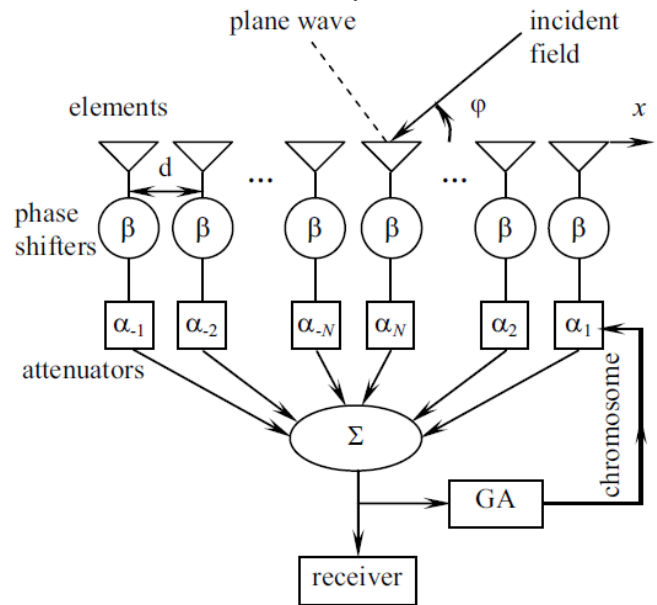 plane wave
incident
field
elements
φ
x
d
...
...
phase
shifters
β
β
β
β
β
β
α-1
α-2
α-N
αN
α2
α1
attenuators
Σ
chromosome
GA
receiver